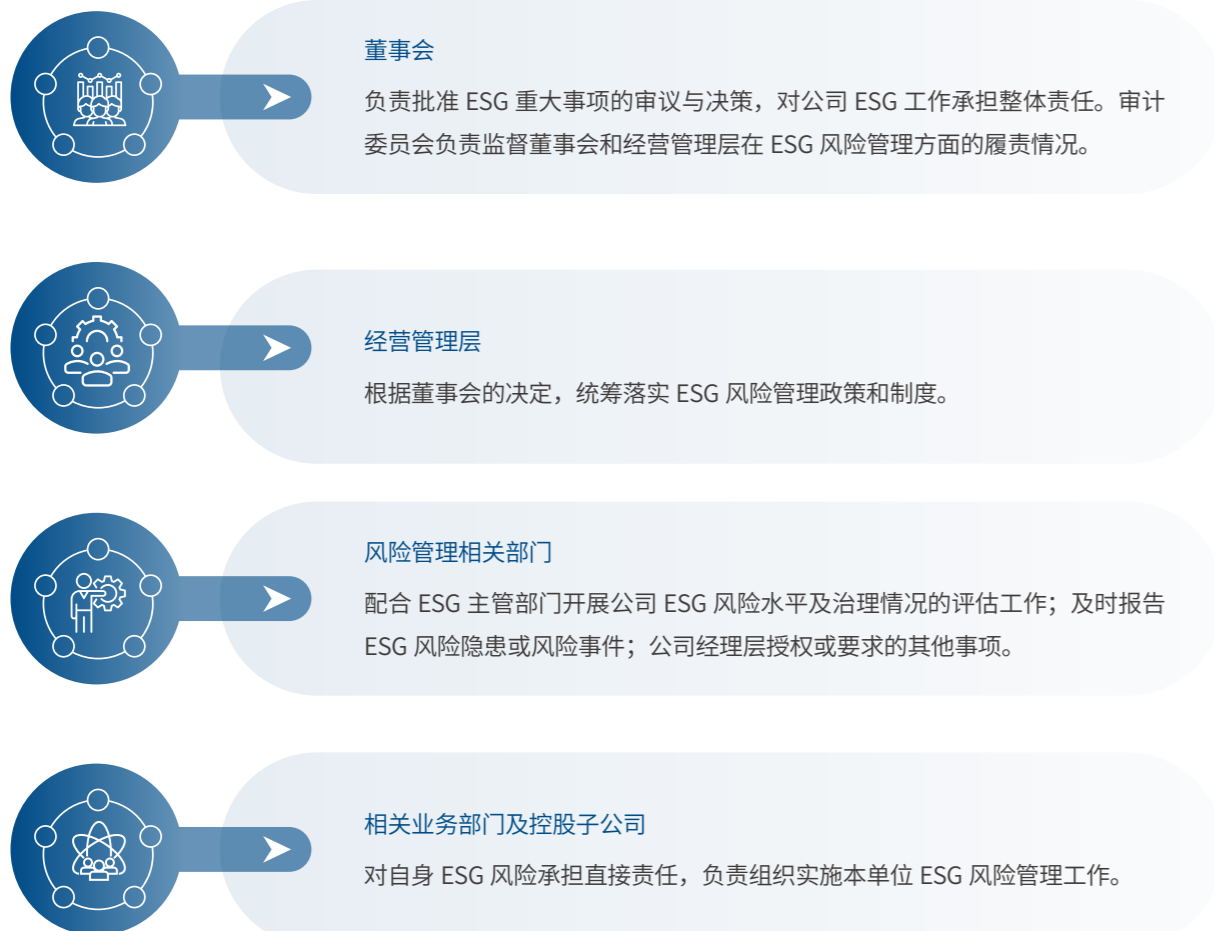 董事会
负责批准 ESG 重大事项的审议与决策，对公司 ESG 工作承担整体责任。审计
委员会负责监督董事会和经营管理层在 ESG 风险管理方面的履责情况。
经营管理层
根据董事会的决定，统筹落实 ESG 风险管理政策和制度。
风险管理相关部门
配合 ESG 主管部门开展公司 ESG 风险水平及治理情况的评估工作；及时报告
ESG 风险隐患或风险事件；公司经理层授权或要求的其他事项。
相关业务部门及控股子公司
对自身 ESG 风险承担直接责任，负责组织实施本单位 ESG 风险管理工作。